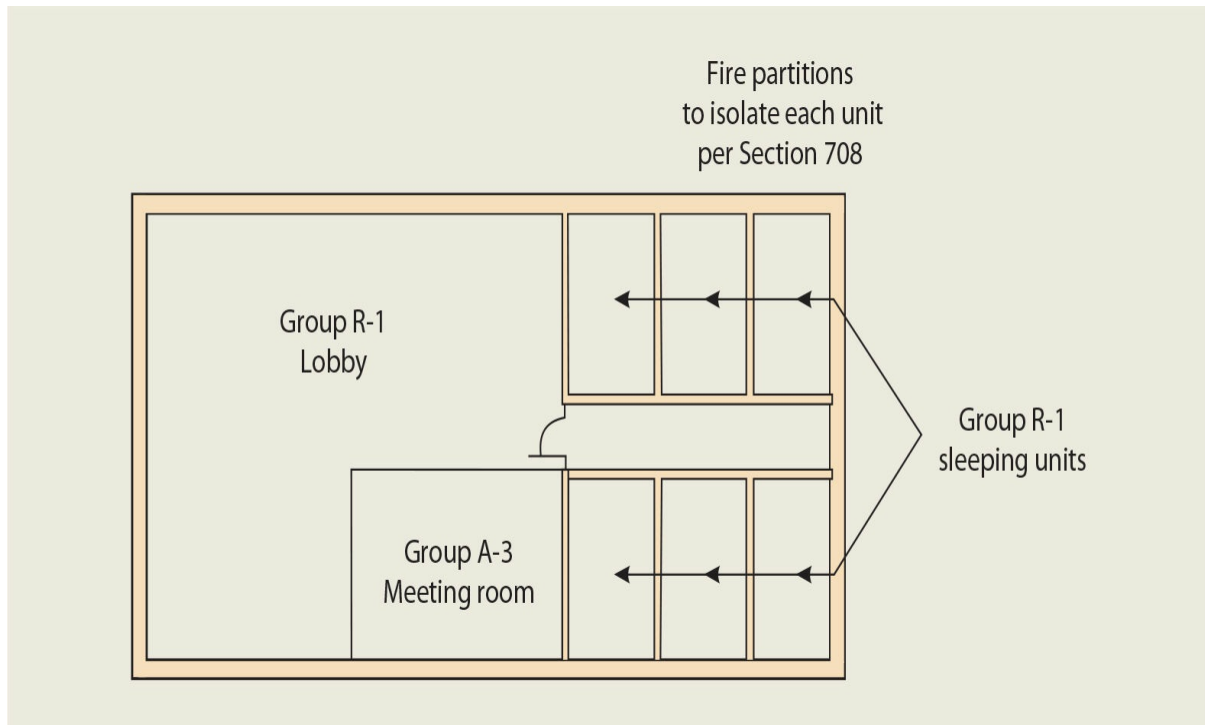 Fire partitions
to isolate each unit
per Section 708
Group R-1
Lobby
Group R-1
sleeping units
Group A-3
Meeting room